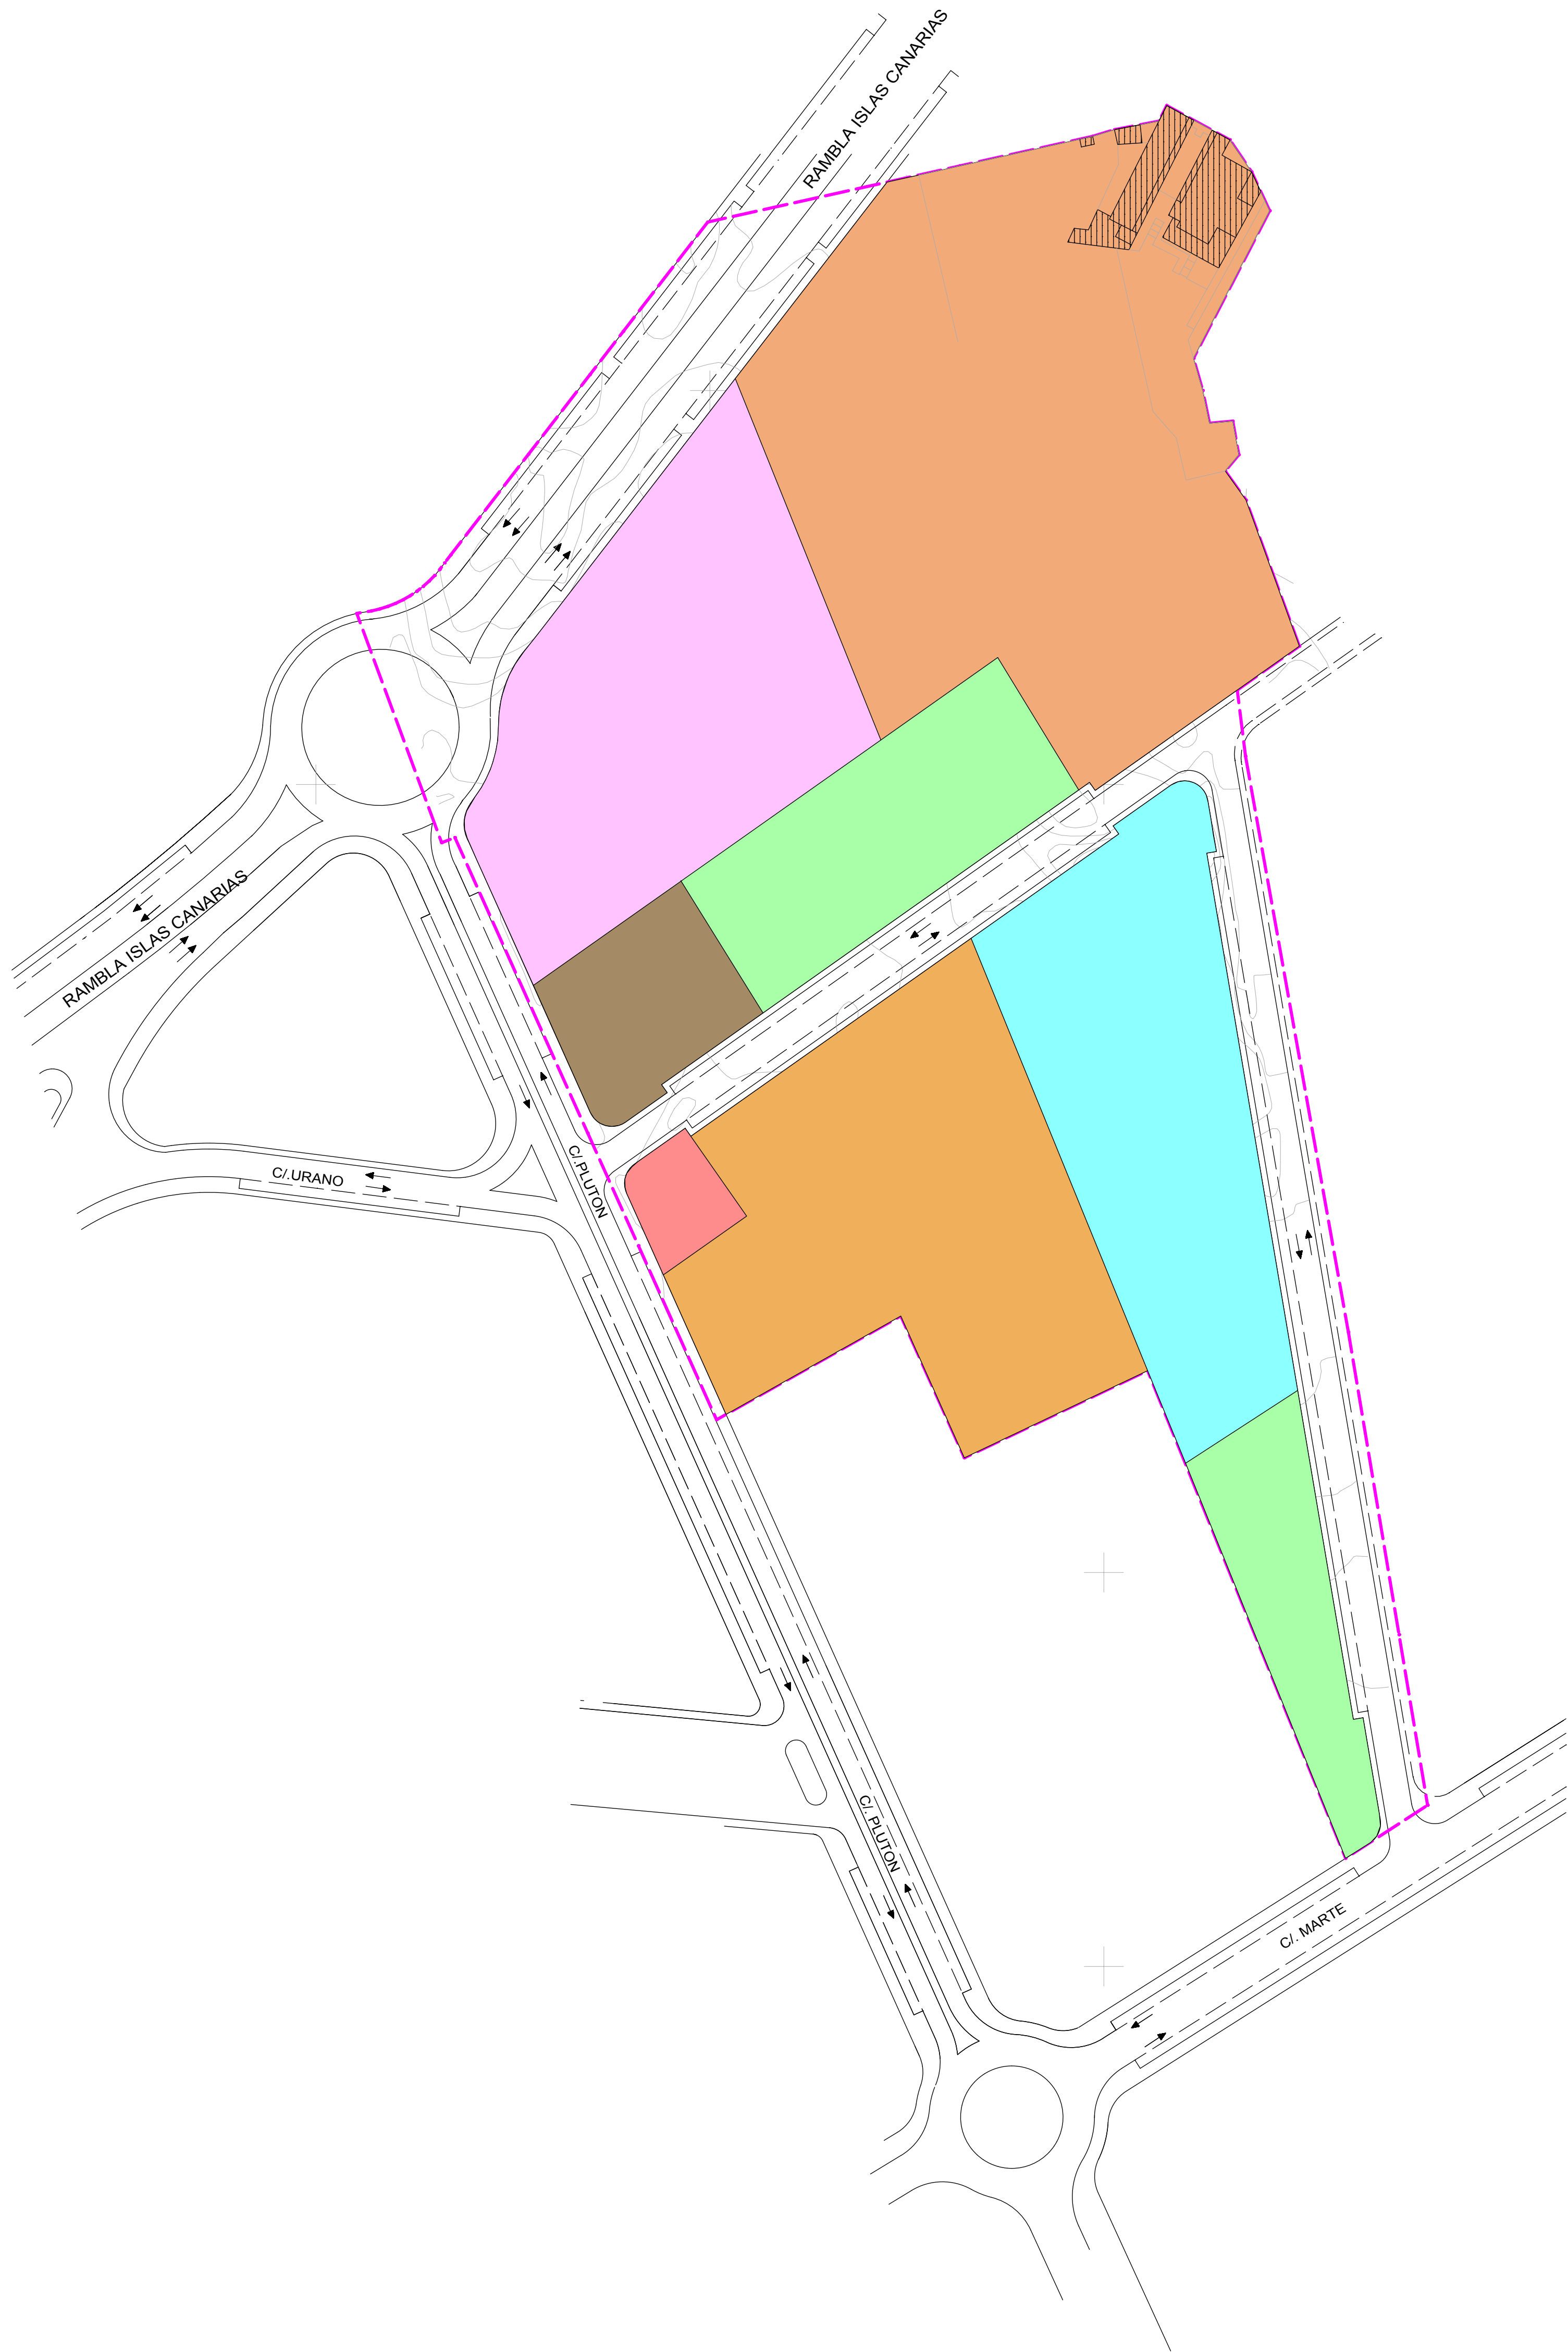 RAMBLA ISLAS CANARIAS
RAMBLA ISLAS CANARIAS
C/.URANO
C/.PLUTON
C/. PLUTON
C/. MARTE